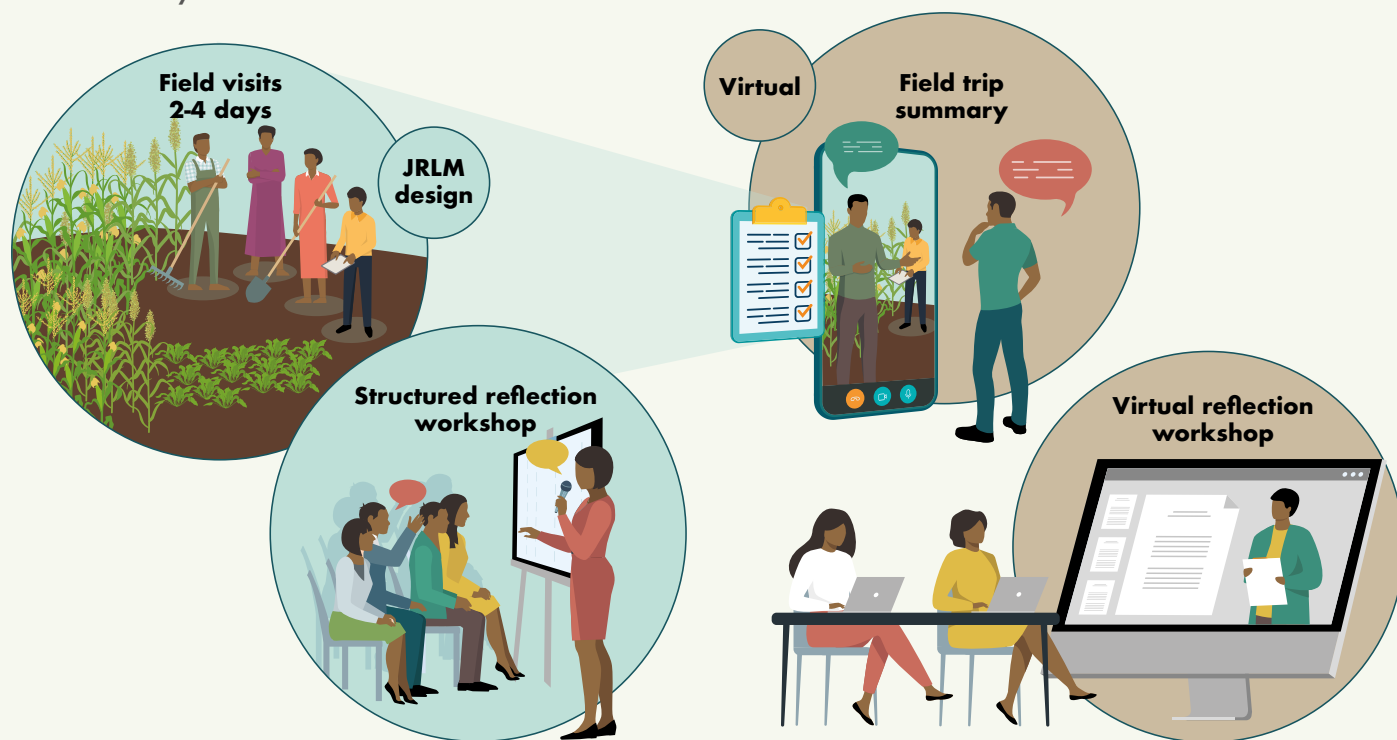 Field visits
2-4 days
JRLM
design
Structured reflection
workshop
Virtual
Field trip
summary
Virtual reflection
workshop